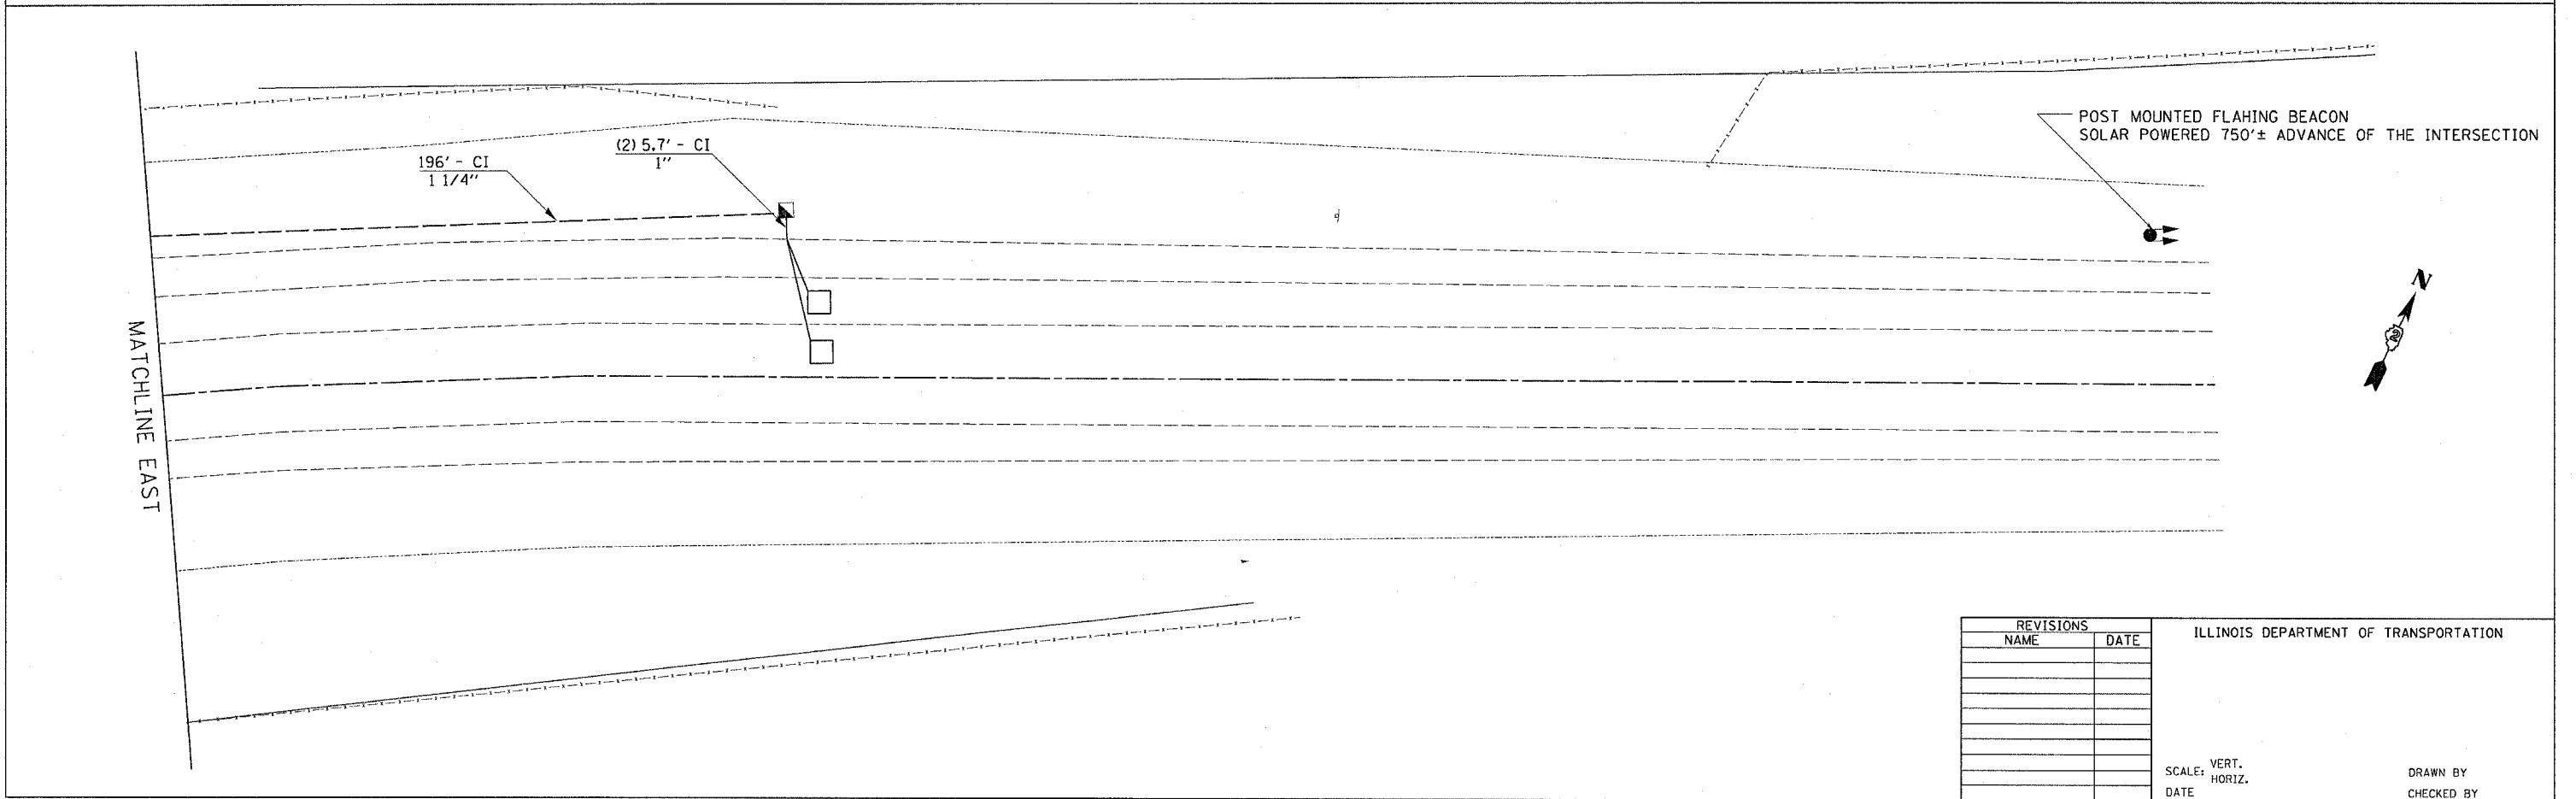 POST MOUNTED FLAHING BEACON
SOLAR POWERED 750'± ADVANCE OF THE INTERSECTION
(2) 5.7' - CI
1"
196' - CI
1 1/4"
N
MATCHLINE EAST
REVISIONS
NAME DATE
ILLINOIS DEPARTMENT OF TRANSPORTATION
SCALE: VERT.
HORIZ.
DATE
DRAWN BY
CHECKED BY